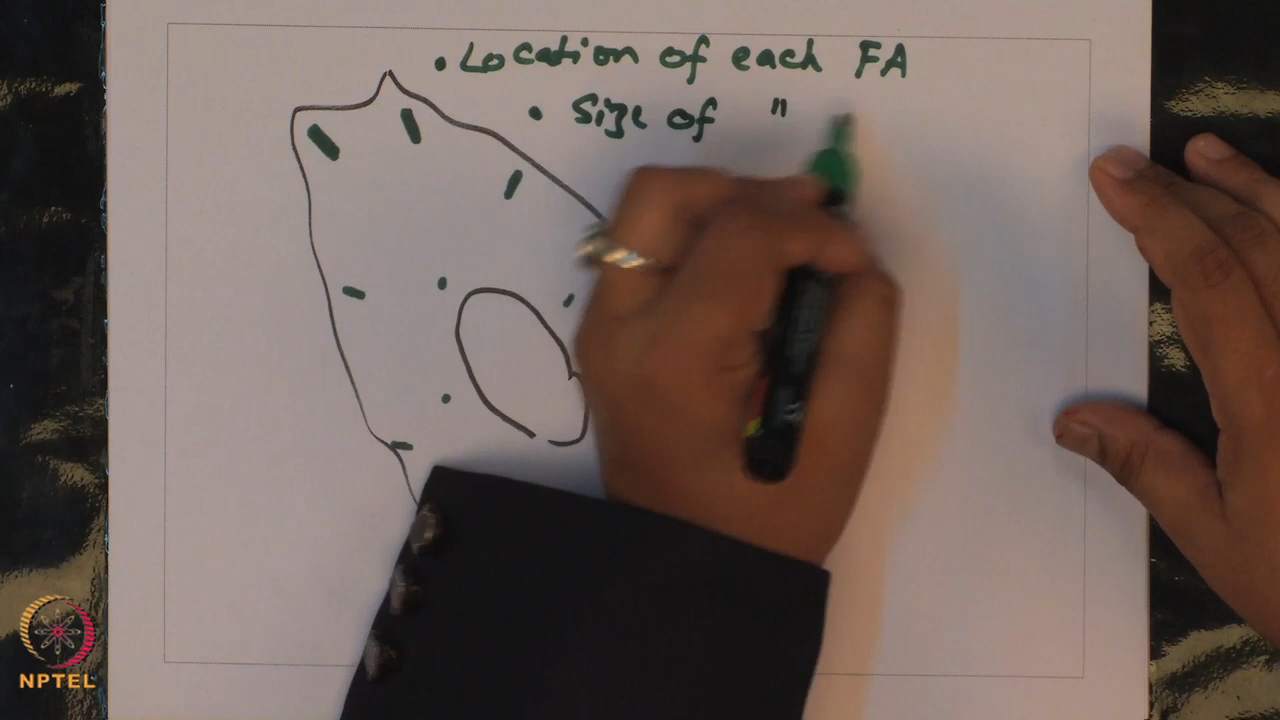 • Location of each FA
• Size of "
NPTEL